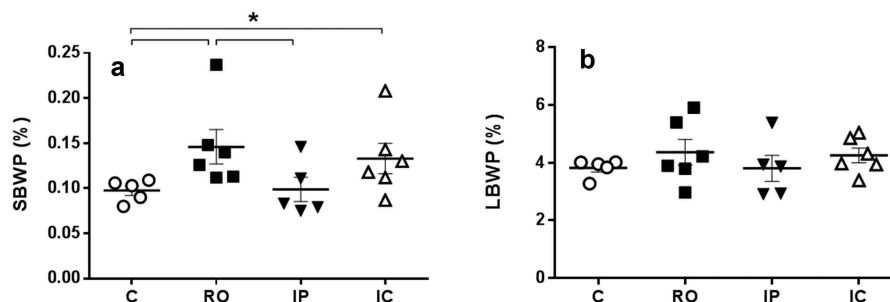 *
a
0.25
0.20
0.15
0.10
0.05
0.00
SBWP (%)
C RO IP IC
b
8
6
4
2
0
LBWP (%)
C RO IP IC